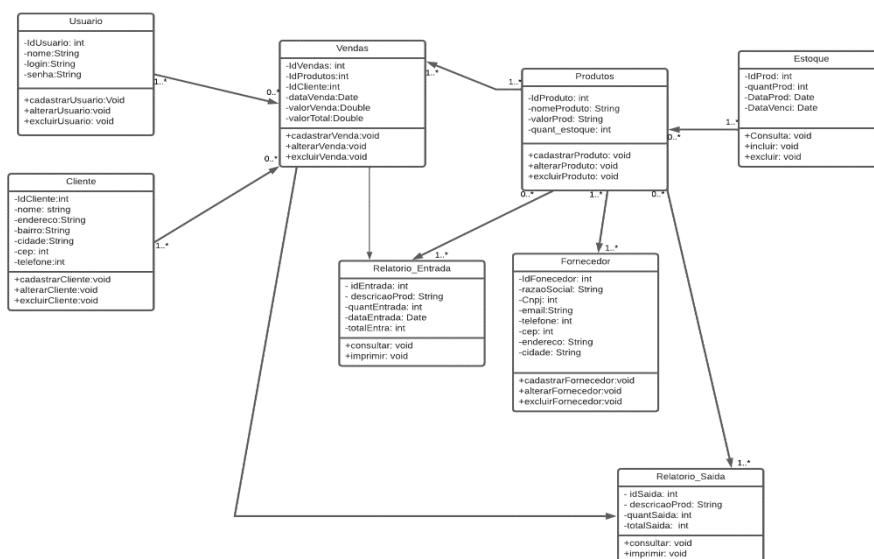 Usuario
-IdUsuario: int
-nome:String
-login:String
-senha:String
+cadastrarUsuario:Void
+alterarUsuario: void
+excluirUsuario: void
1..*
0..*
Vendas
-IdVendas: int
-IdProdutos:int
-IdCliente:int
-dataVenda:Date
-valorVenda:Double
-valorTotal:Double
+cadastrarVenda:void
+alterarVenda:void
+excluirVenda:void
1..*
1..*
0..*
Produtos
-IdProduto: int
-nomeProduto: String
-valorProd: String
-quant_estoque: int
+cadastrarProduto: void
+alterarProduto: void
+excluirProduto: void
0..*
1..*
0..*
0..*
1..*
Estoque
-IdProd: int
-quantProd: int
-DataProd: Date
-DataVenci: Date
+Consulta: void
+incluir: void
+excluir: void
Cliente
-IdCliente:int
-nome: string
-endereco:String
-bairro:String
-cidade:String
-cep: int
-telefone:int
+cadastrarCliente:void
+alterarCliente:void
+excluirCliente:void
1..*
1..*
Relatorio_Entrada
- idEntrada: int
- descricaoProd: String
-quantEntrada: int
-dataEntrada: Date
-totalEntra: int
+consultar: void
+imprimir: void
1..*
Fornecedor
-IdFonecedor: int
-razaoSocial: String
-Cnpj: int
-email:String
-telefone: int
-cep: int
-endereco: String
-cidade: String
+cadastrarFornecedor:void
+alterarFornecedor:void
+excluirFornecedor:void
1..*
Relatorio_Saida
- idSaida: int
- descricaoProd: String
-quantSaida: int
-totalSaida: int
+consultar: void
+imprimir: void